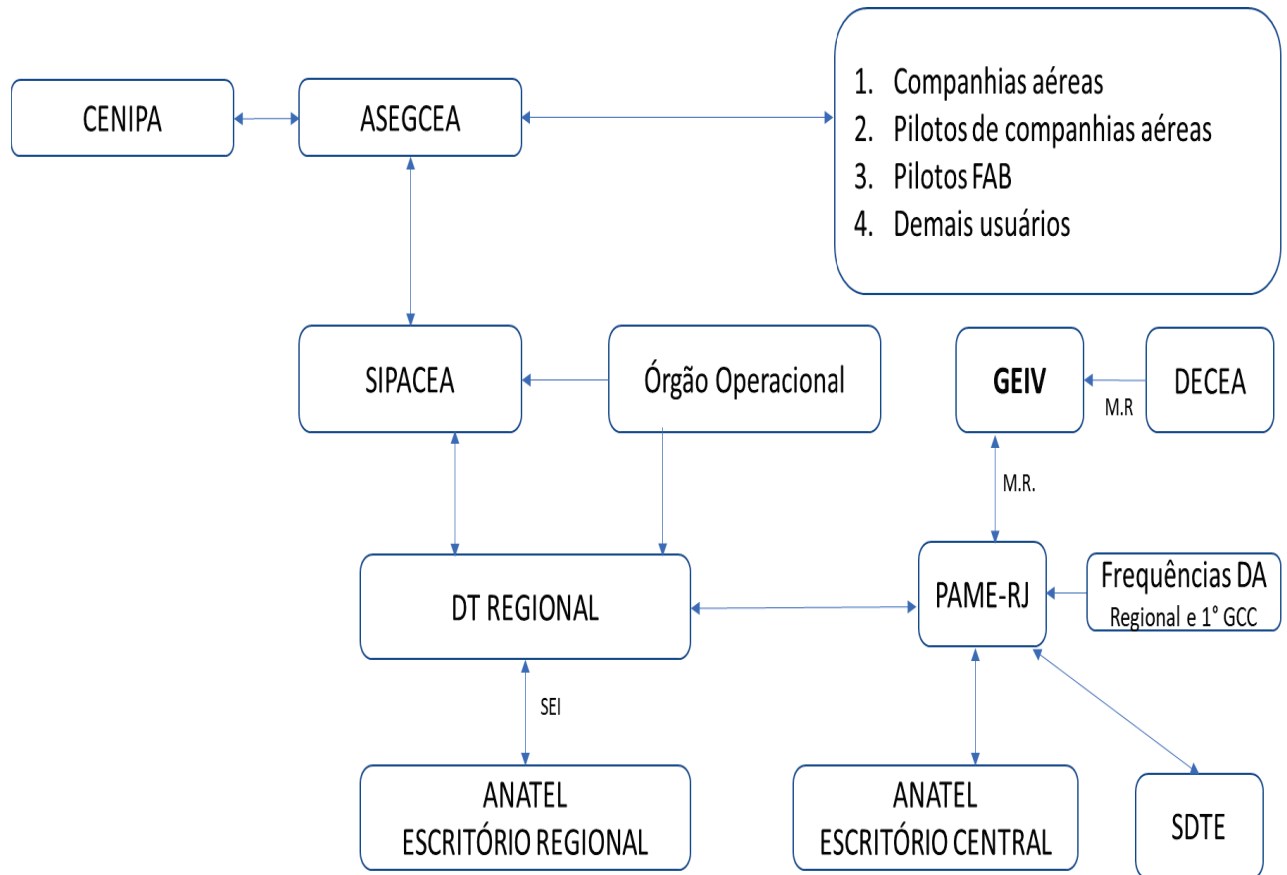 CENIPA
ASEGCEA
1. Companhias aéreas
2. Pilotos de companhias aéreas
3. Pilotos FAB
4. Demais usuários
SIPACEA
Órgão Operacional
GEIV
M.R
DECEA
M.R.
DT REGIONAL
PAME-RJ
Frequências DA
Regional e 1° GCC
SEI
ANATEL
ESCRITÓRIO REGIONAL
ANATEL
ESCRITÓRIO CENTRAL
SDTE